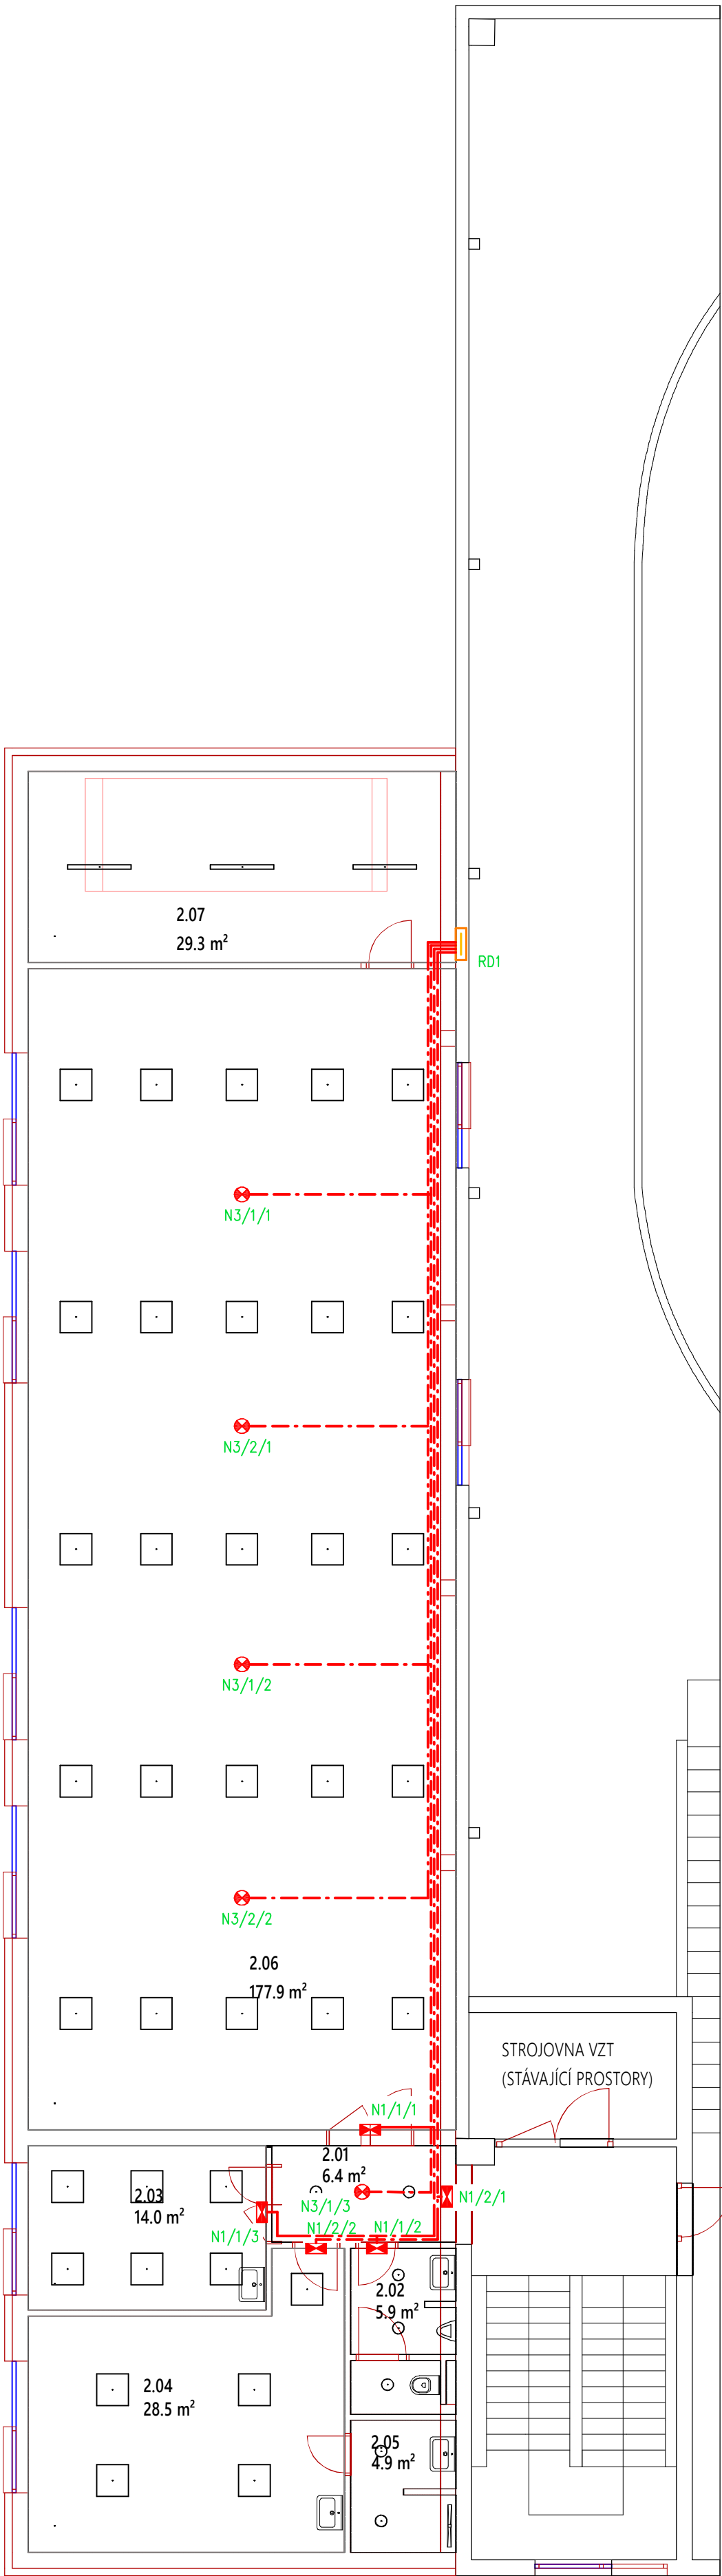 2.07
29.3 m²
RD1
N3/1/1
N3/2/1
N3/1/2
N3/2/2
2.06
177.9 m²
STROJOVNA VZT
(STÁVAJÍCÍ PROSTORY)
N1/1/1
2.01
6.4 m²
2.03
14.0 m²
N3/1/3
N1/2/1
N1/1/3
N1/2/2
N1/1/2
2.02
5.9 m²
2.04
28.5 m²
2.05
4.9 m²